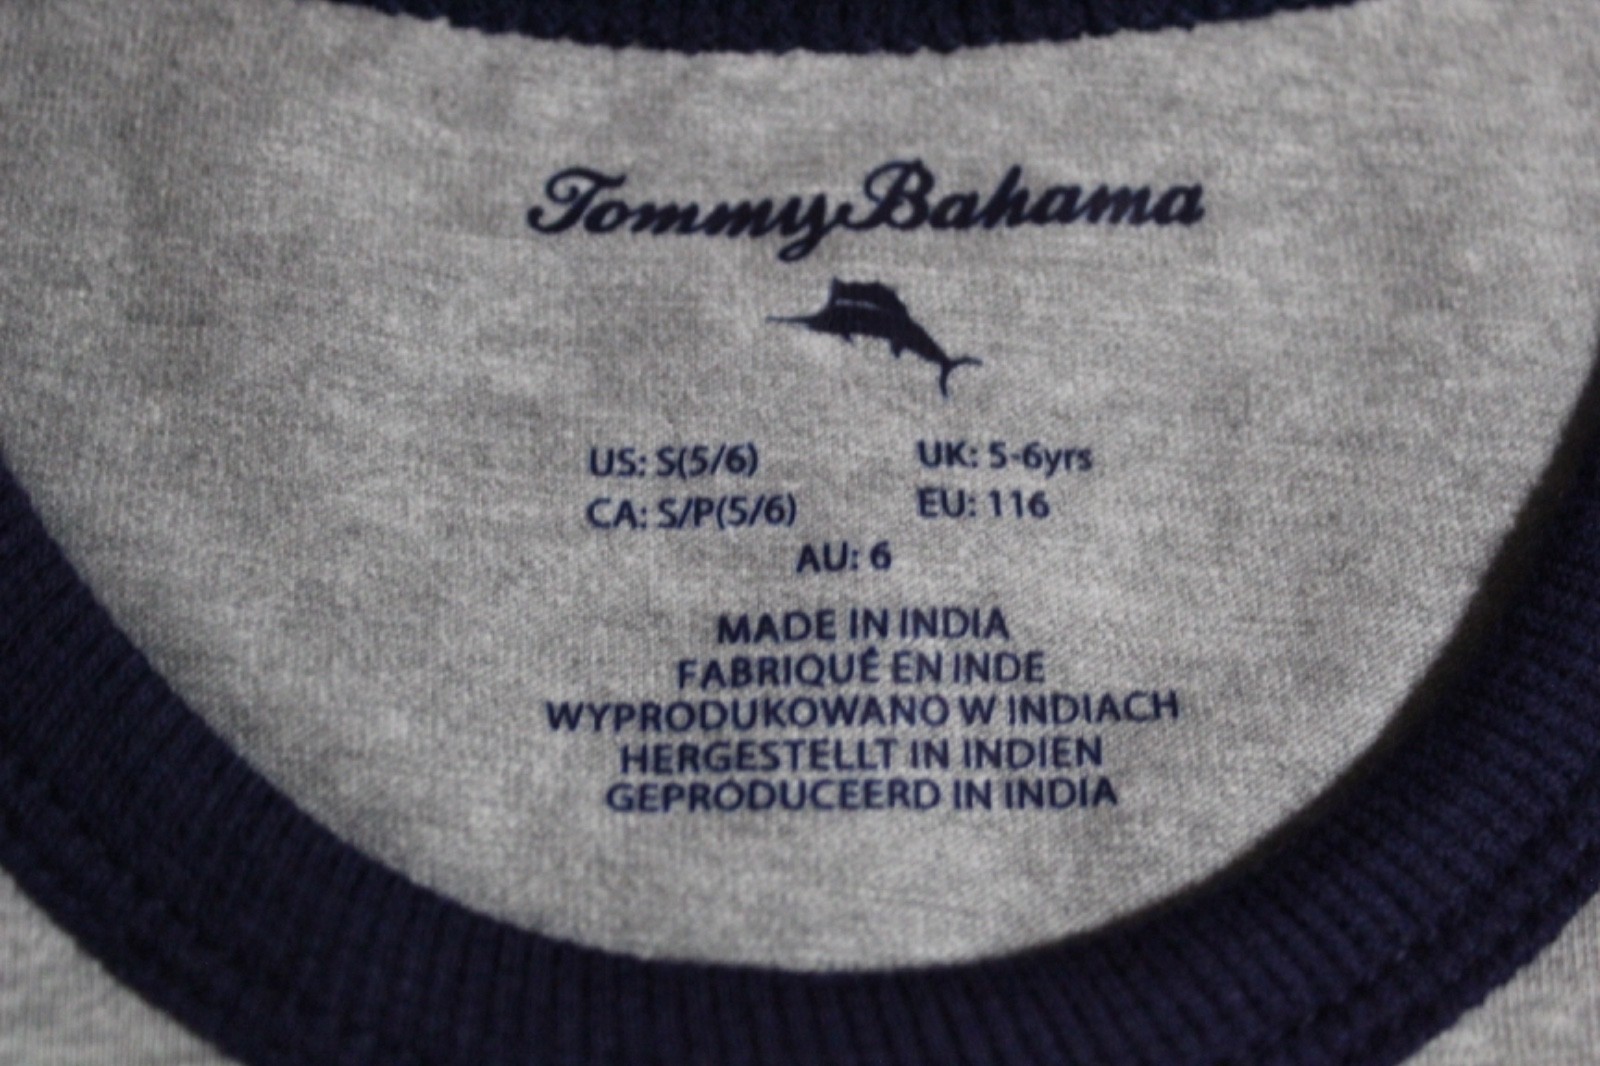 Tommy Bahama
US: S(5/6) UK: 5-6yrs
CA: S/P(5/6) EU: 116
AU: 6
MADE IN INDIA
FABRIQUÉ EN INDE
WYPRODUKOWANO W INDIACH
HERGESTELLT IN INDIEN
GEPRODUCEERD IN INDIA